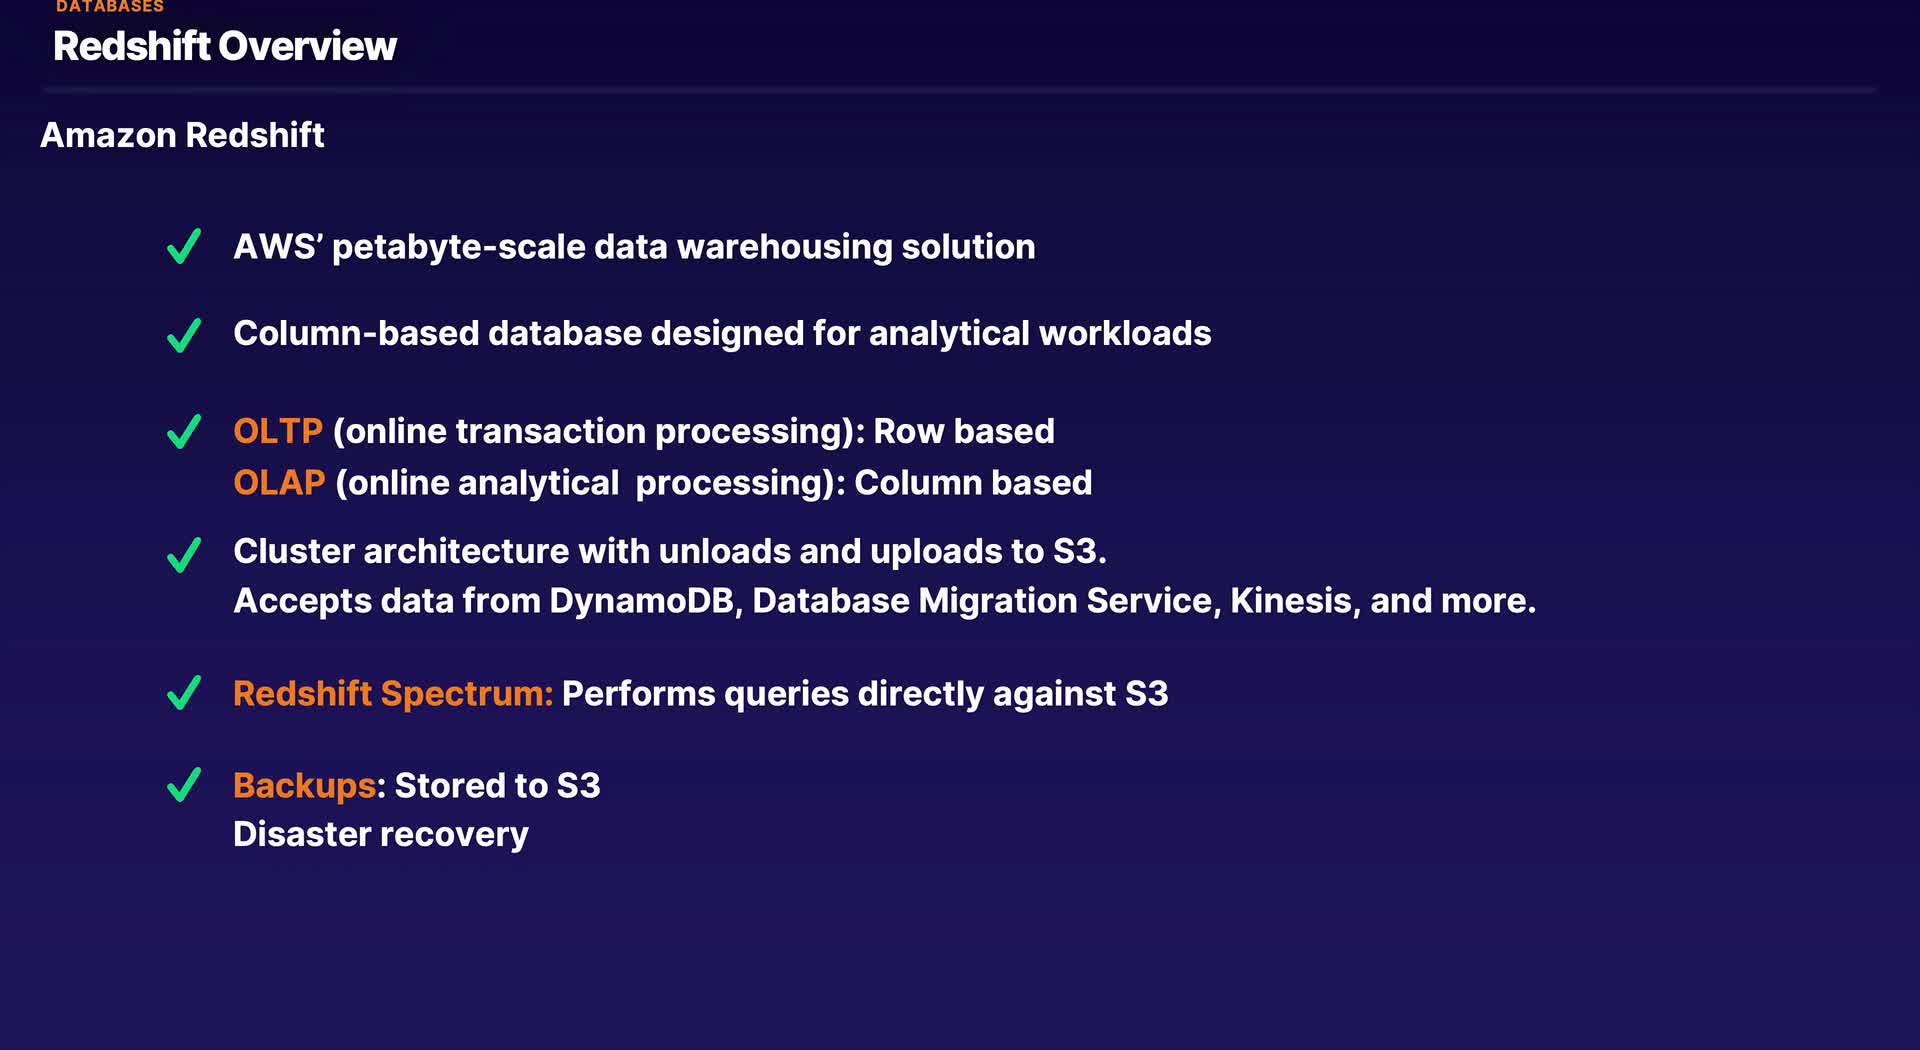 DATABASES
Redshift Overview
Amazon Redshift
AWS’ petabyte-scale data warehousing solution
Column-based database designed for analytical workloads
OLTP (online transaction processing): Row based
OLAP (online analytical  processing): Column based
Cluster architecture with unloads and uploads to S3.
Accepts data from DynamoDB, Database Migration Service, Kinesis, and more.
Redshift Spectrum: Performs queries directly against S3
Backups: Stored to S3
Disaster recovery